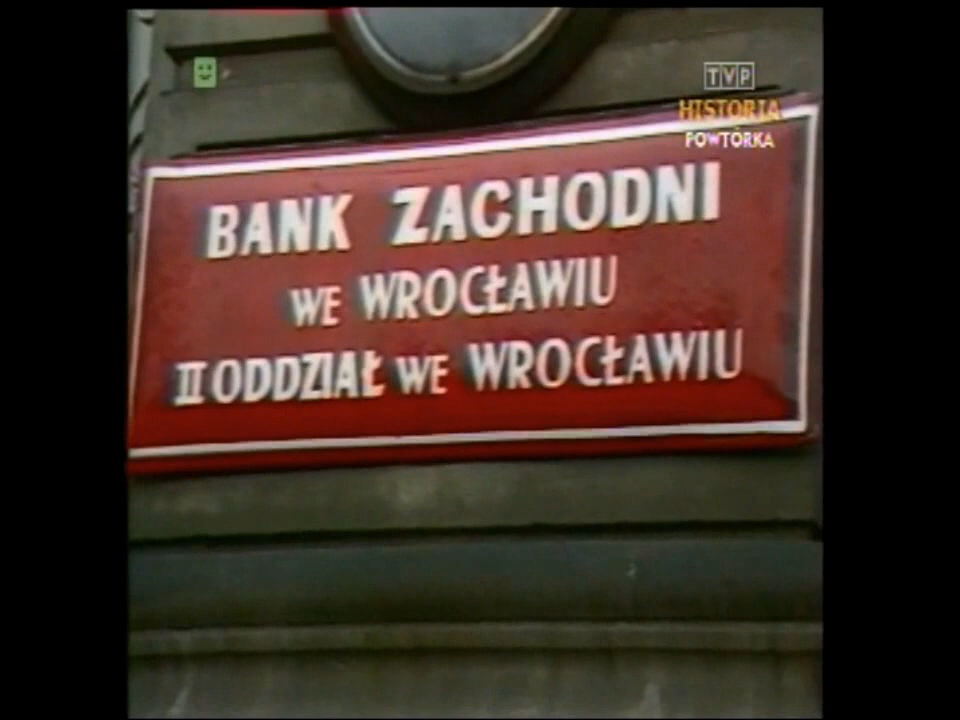 TVP
HISTORIA
POWTÓRKA
BANK ZACHODNI
WE WROCŁAWIU
II ODDZIAŁ WE WROCŁAWIU